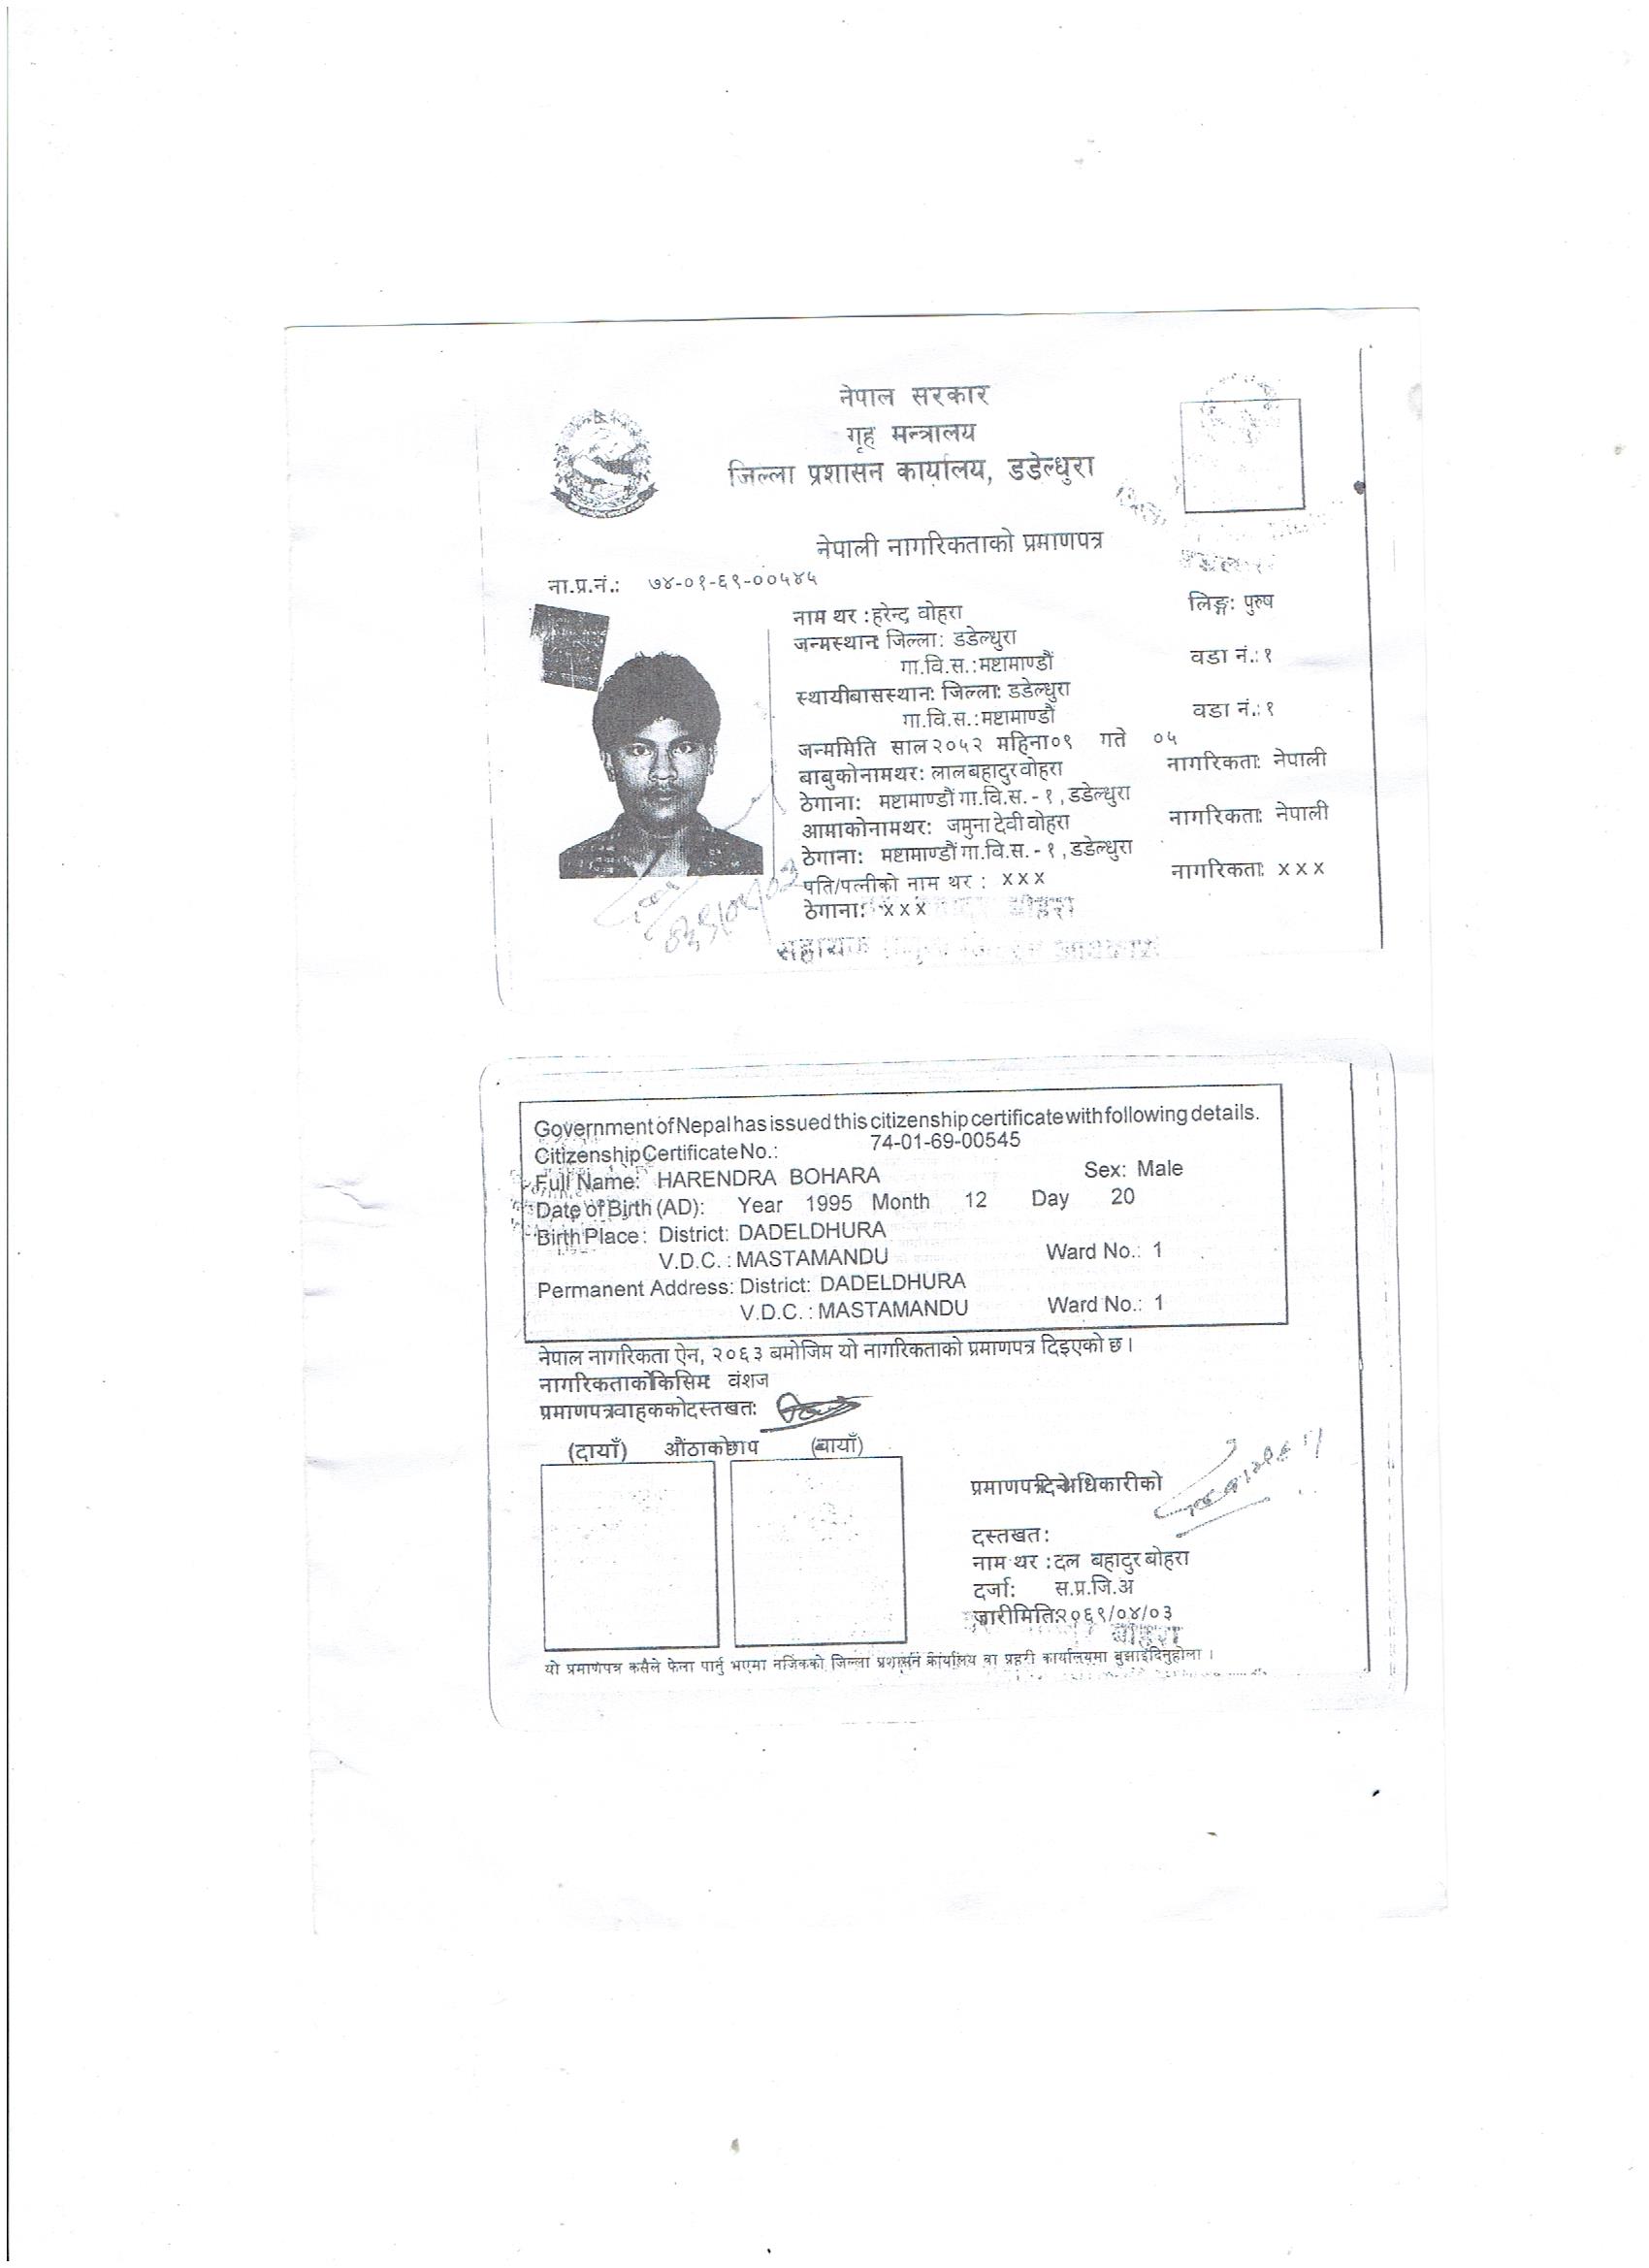 नेपाल सरकार
गृह मन्त्रालय
जिल्ला प्रशासन कार्यालय, डडेल्धुरा
नेपाली नागरिकताको प्रमाणपत्र
ना.प्र.नं.: ७४-०१-६९-००५४५
नाम थर : हरेन्द्र वोहरा लिङ्ग: पुरुष
जन्मस्थान: जिल्ला: डडेल्धुरा
गा.वि.स.: मष्टामाण्डौं वडा नं.: १
स्थायीबासस्थान: जिल्ला: डडेल्धुरा
गा.वि.स.: मष्टामाण्डौं वडा नं.: १
जन्ममिति साल २०५२ महिना ०९ गते ०५
बाबुको नाम थर: लाल बहादुर वोहरा नागरिकता: नेपाली
ठेगाना: मष्टामाण्डौं गा.वि.स. - १ , डडेल्धुरा
आमाको नाम थर: जमुना देवी वोहरा नागरिकता: नेपाली
ठेगाना: मष्टामाण्डौं गा.वि.स. - १ , डडेल्धुरा
पति/पत्नीको नाम थर : X X X नागरिकता: X X X
ठेगाना: X X X
बोहरा
सहायक
Government of Nepal has issued this citizenship certificate with following details.
Citizenship Certificate No.: 74-01-69-00545
Full Name: HARENDRA BOHARA Sex: Male
Date of Birth (AD): Year 1995 Month 12 Day 20
Birth Place : District: DADELDHURA
V.D.C. : MASTAMANDU Ward No.: 1
Permanent Address: District: DADELDHURA
V.D.C. : MASTAMANDU Ward No.: 1
नेपाल नागरिकता ऐन, २०६३ बमोजिम यो नागरिकताको प्रमाणपत्र दिइएको छ ।
नागरिकताको किसिम: वंशज
प्रमाणपत्रवाहकको दस्तखत:
(दायाँ) औंठाको छाप (बायाँ)
प्रमाणपत्र दिने अधिकारीको
दस्तखत :
नाम थर : दल बहादुर बोहरा
दर्जा: स.प्र.जि.अ
जारी मिति: २०६९/०४/०३
बोहरा
यो प्रमाणपत्र कसैले फेला पार्नु भएमा नजिकको जिल्ला प्रशासन कार्यालय वा प्रहरी कार्यालयमा बुझाईदिनुहोला ।